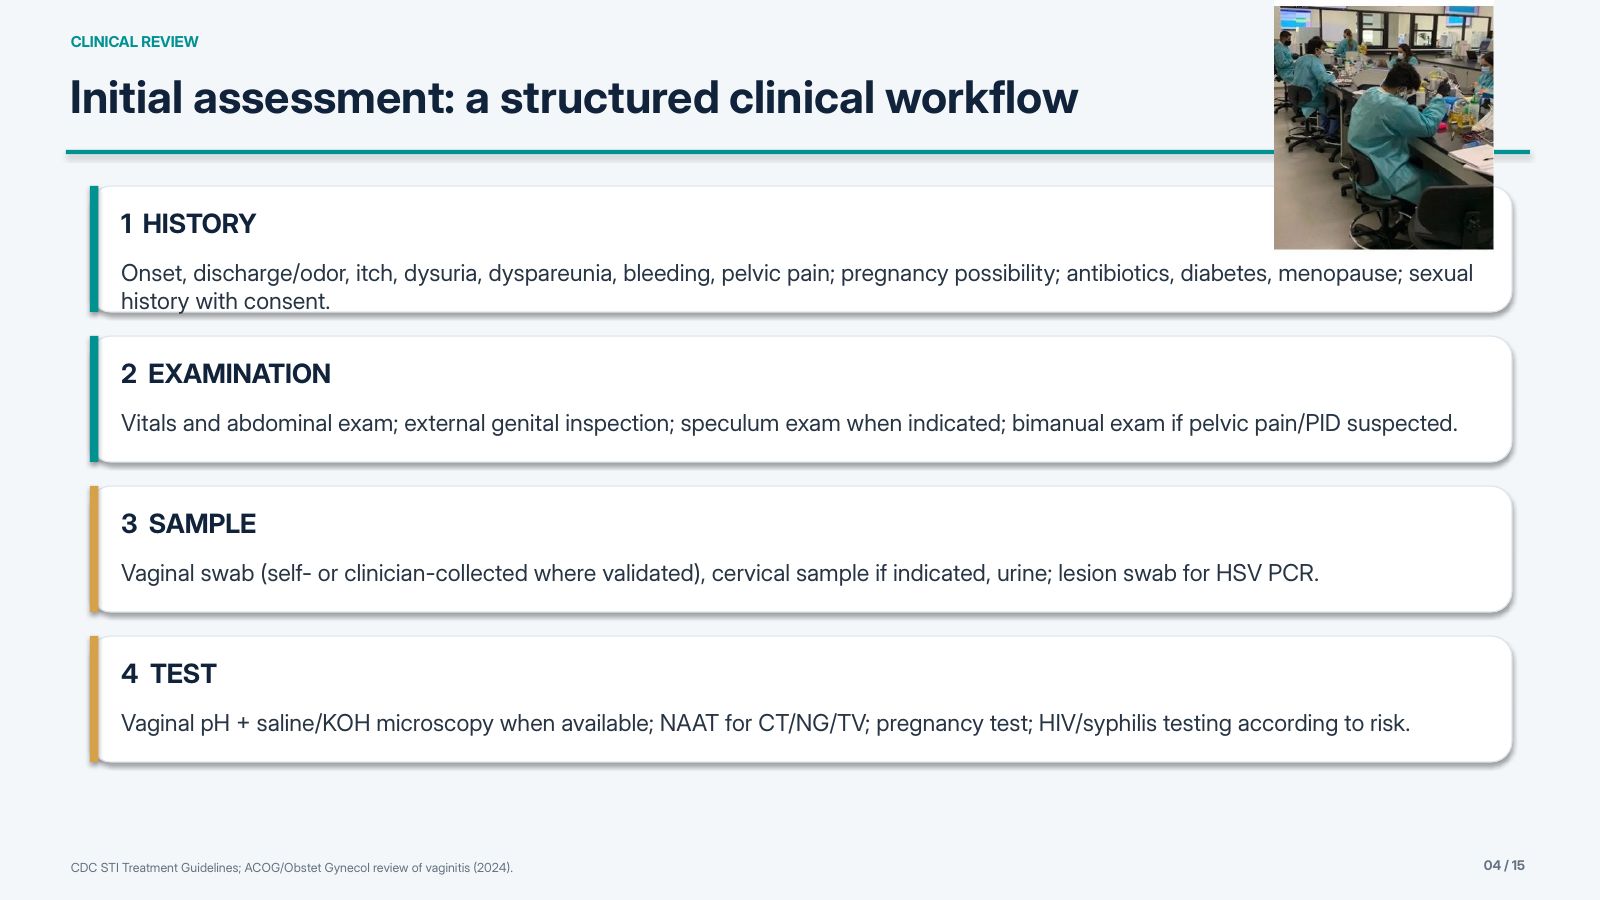 CLINICAL REVIEW
Initial assessment: a structured clinical workflow
1 HISTORY
Onset, discharge/odor, itch, dysuria, dyspareunia, bleeding, pelvic pain; pregnancy possibility; antibiotics, diabetes, menopause; sexual
history with consent.
2 EXAMINATION
Vitals and abdominal exam; external genital inspection; speculum exam when indicated; bimanual exam if pelvic pain/PID suspected.
3 SAMPLE
Vaginal swab (self- or clinician-collected where validated), cervical sample if indicated, urine; lesion swab for HSV PCR.
4 TEST
Vaginal pH + saline/KOH microscopy when available; NAAT for CT/NG/TV; pregnancy test; HIV/syphilis testing according to risk.
CDC STI Treatment Guidelines; ACOG/Obstet Gynecol review of vaginitis (2024).
04 / 15